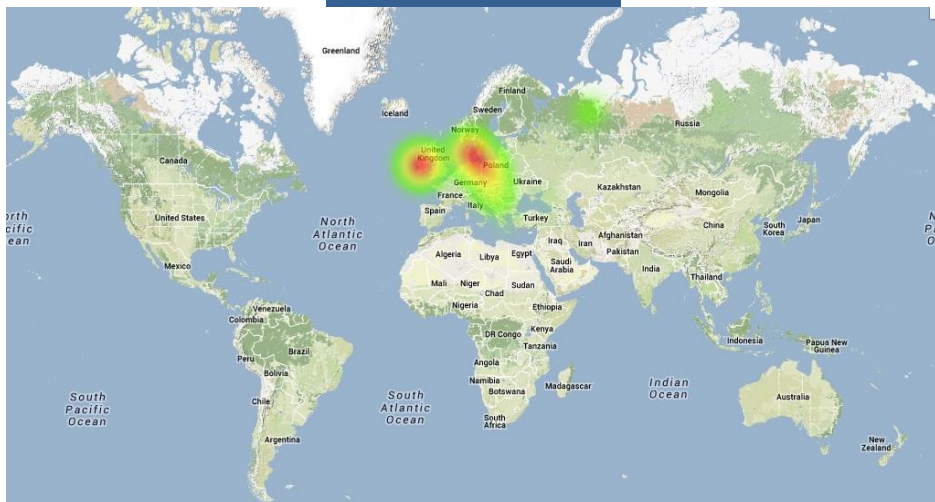 Greenland
Iceland
Finland
Sweden
Norway
Russia
Canada
United
Kingdom
Poland
Germany
Ukraine
France
Kazakhstan
Mongolia
Italy
Spain
Turkey
United States
North
Atlantic
Ocean
China
South
Korea
Japan
Afghanistan
Iraq
Iran
Pakistan
Algeria
Libya
Egypt
Saudi
Arabia
Mexico
India
Mali
Niger
Chad
Sudan
Thailand
Nigeria
Ethiopia
Venezuela
Colombia
DR Congo
Kenya
Tanzania
Indonesia
Papua New
Guinea
Peru
Brazil
Bolivia
Angola
Namibia
Botswana
Madagascar
South
Pacific
Ocean
Chile
South
Atlantic
Ocean
Indian
Ocean
Australia
South
Africa
Argentina
New
Zealand